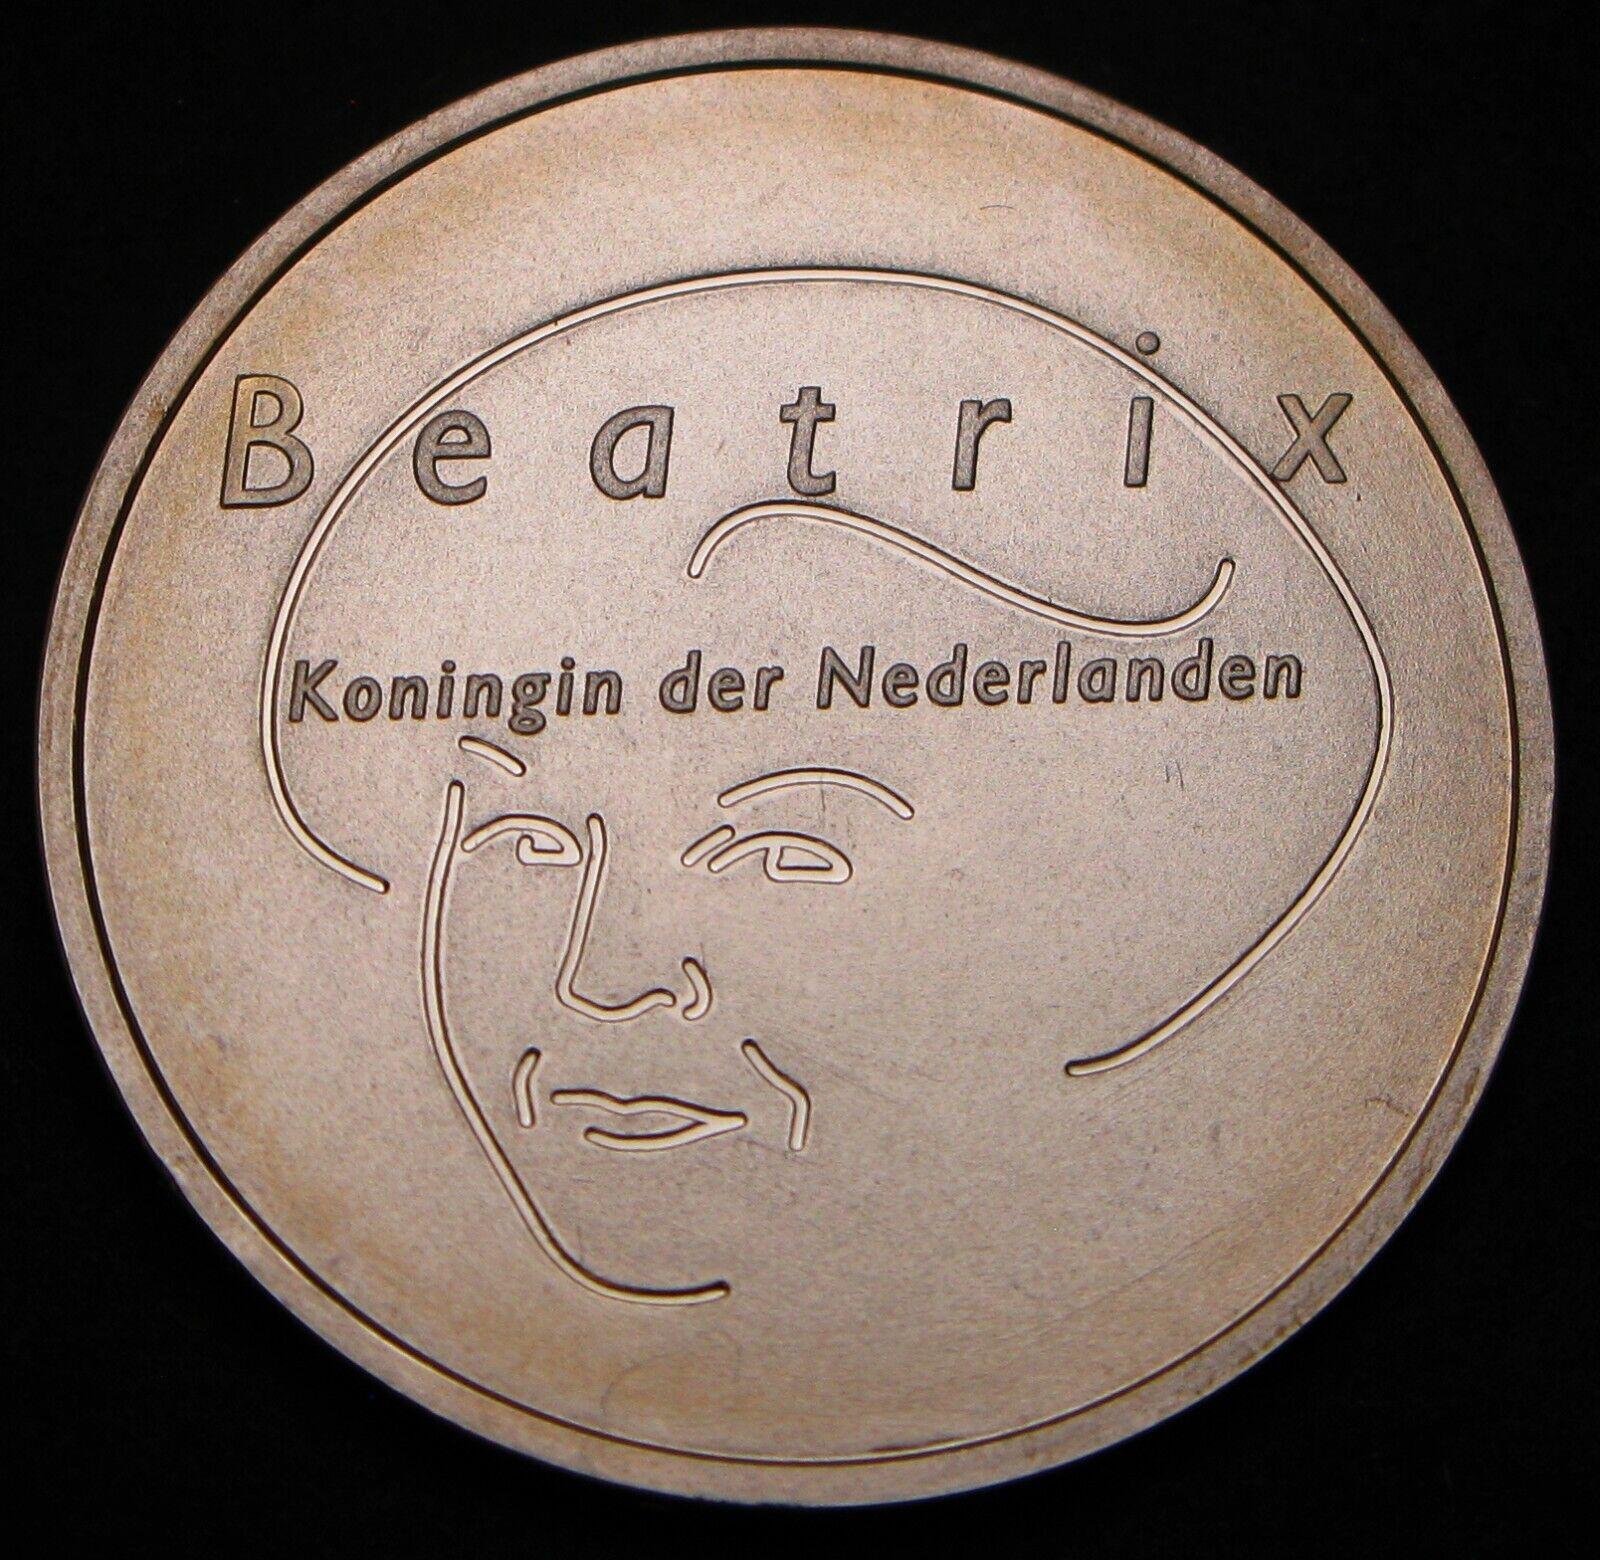 Beatrix
Koningin der Nederlanden